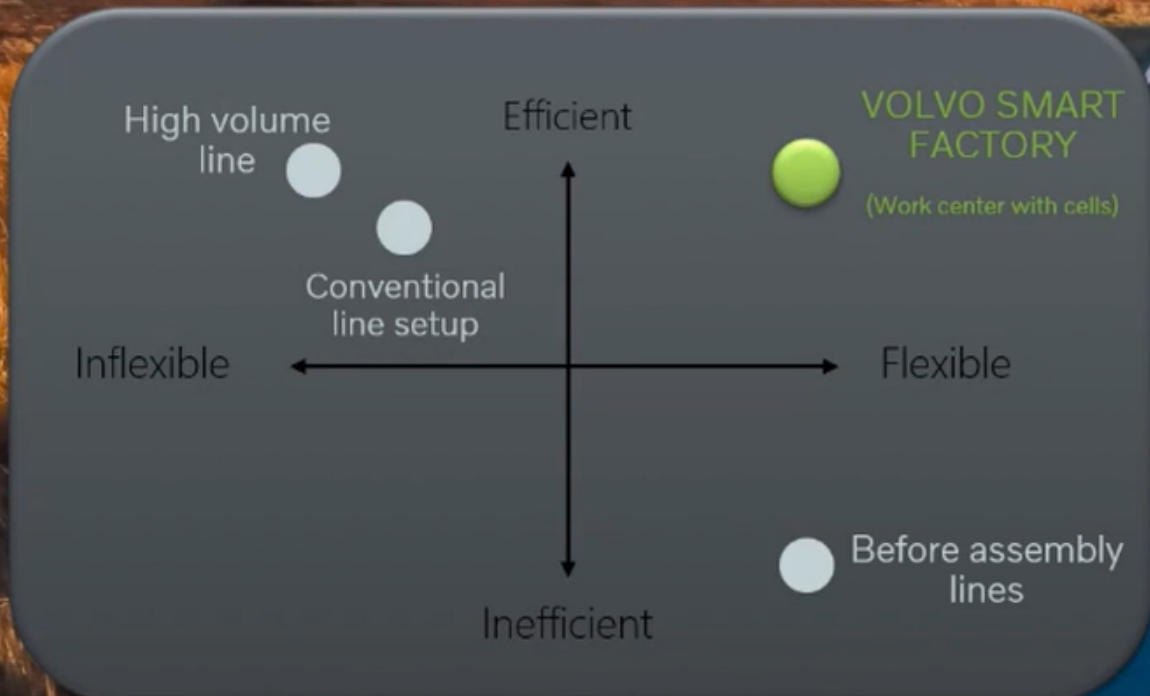 High volume
line
Efficient
VOLVO SMART
FACTORY
(Work center with cells)
Conventional
line setup
Inflexible
Flexible
Before assembly
lines
Inefficient